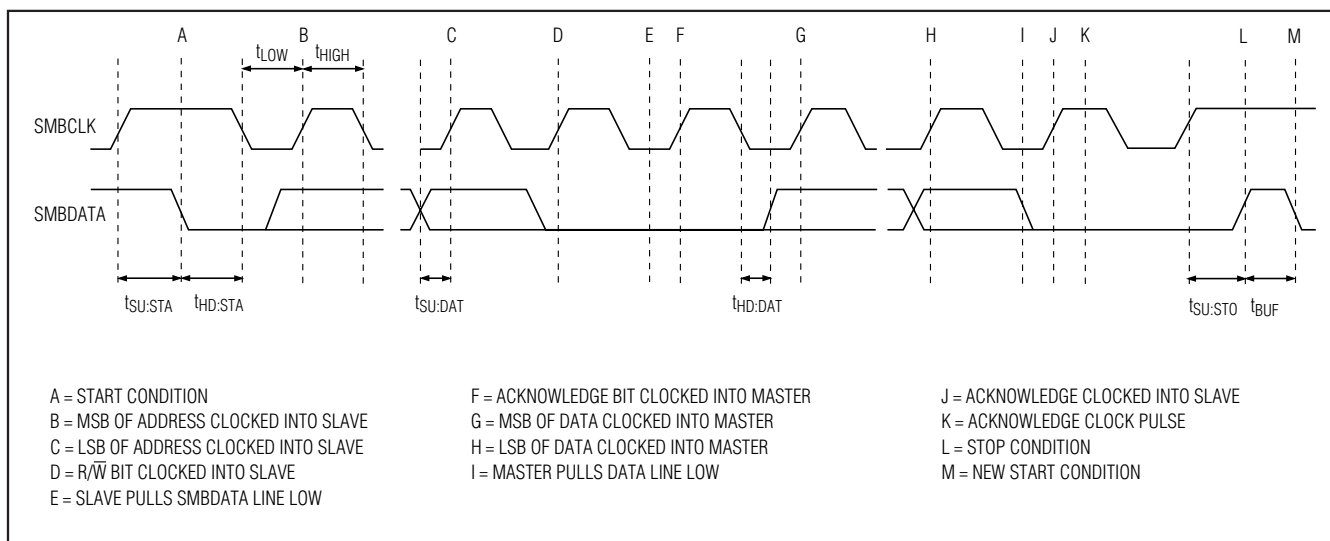 A B C D E F G H I J K L M
tLOW tHIGH
SMBCLK
SMBDATA
tSU:STA tHD:STA tSU:DAT tHD:DAT tSU:STO tBUF
A = START CONDITION
B = MSB OF ADDRESS CLOCKED INTO SLAVE
C = LSB OF ADDRESS CLOCKED INTO SLAVE
D = R/W̅ BIT CLOCKED INTO SLAVE
E = SLAVE PULLS SMBDATA LINE LOW
F = ACKNOWLEDGE BIT CLOCKED INTO MASTER
G = MSB OF DATA CLOCKED INTO MASTER
H = LSB OF DATA CLOCKED INTO MASTER
I = MASTER PULLS DATA LINE LOW
J = ACKNOWLEDGE CLOCKED INTO SLAVE
K = ACKNOWLEDGE CLOCK PULSE
L = STOP CONDITION
M = NEW START CONDITION